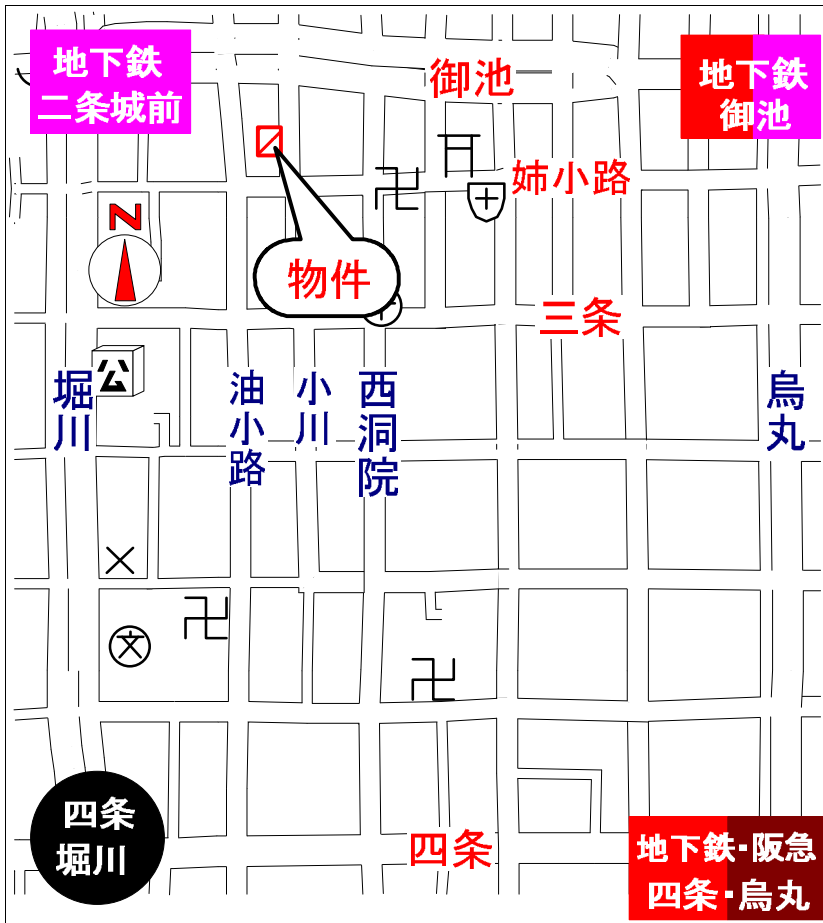 地下鉄
二条城前
御池
地下鉄
御池
姉小路
N
物件
三条
公
堀川
油小路
小川
西洞院
烏丸
文
四条
堀川
四条
地下鉄・阪急
四条・烏丸